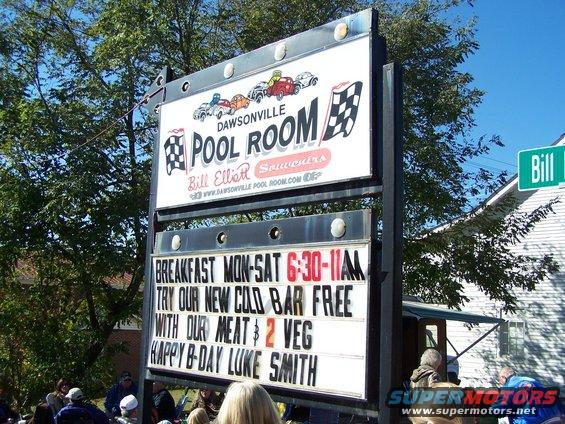 DAWSONVILLE
POOL ROOM
Bill Elliott Souvenirs
WWW.DAWSONVILLE POOL ROOM.COM
BREAKFAST MON-SAT 6:30-11AM
TRY OUR NEW COLD BAR FREE
WITH OUR MEAT & 2 VEG
HAPPY B-DAY LUKE SMITH
Bill
SUPERMOTORS
www.supermotors.net